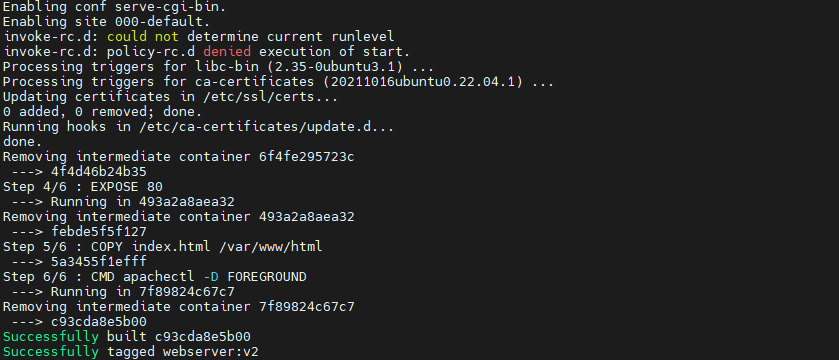 Enabling conf serve-cgi-bin.
Enabling site 000-default.
invoke-rc.d: could not determine current runlevel
invoke-rc.d: policy-rc.d denied execution of start.
Processing triggers for libc-bin (2.35-0ubuntu3.1) ...
Processing triggers for ca-certificates (20211016ubuntu0.22.04.1) ...
Updating certificates in /etc/ssl/certs...
0 added, 0 removed; done.
Running hooks in /etc/ca-certificates/update.d...
done.
Removing intermediate container 6f4fe295723c
 ---> 4f4d46b24b35
Step 4/6 : EXPOSE 80
 ---> Running in 493a2a8aea32
Removing intermediate container 493a2a8aea32
 ---> febde5f5f127
Step 5/6 : COPY index.html /var/www/html
 ---> 5a3455f1efff
Step 6/6 : CMD apachectl -D FOREGROUND
 ---> Running in 7f89824c67c7
Removing intermediate container 7f89824c67c7
 ---> c93cda8e5b00
Successfully built c93cda8e5b00
Successfully tagged webserver:v2